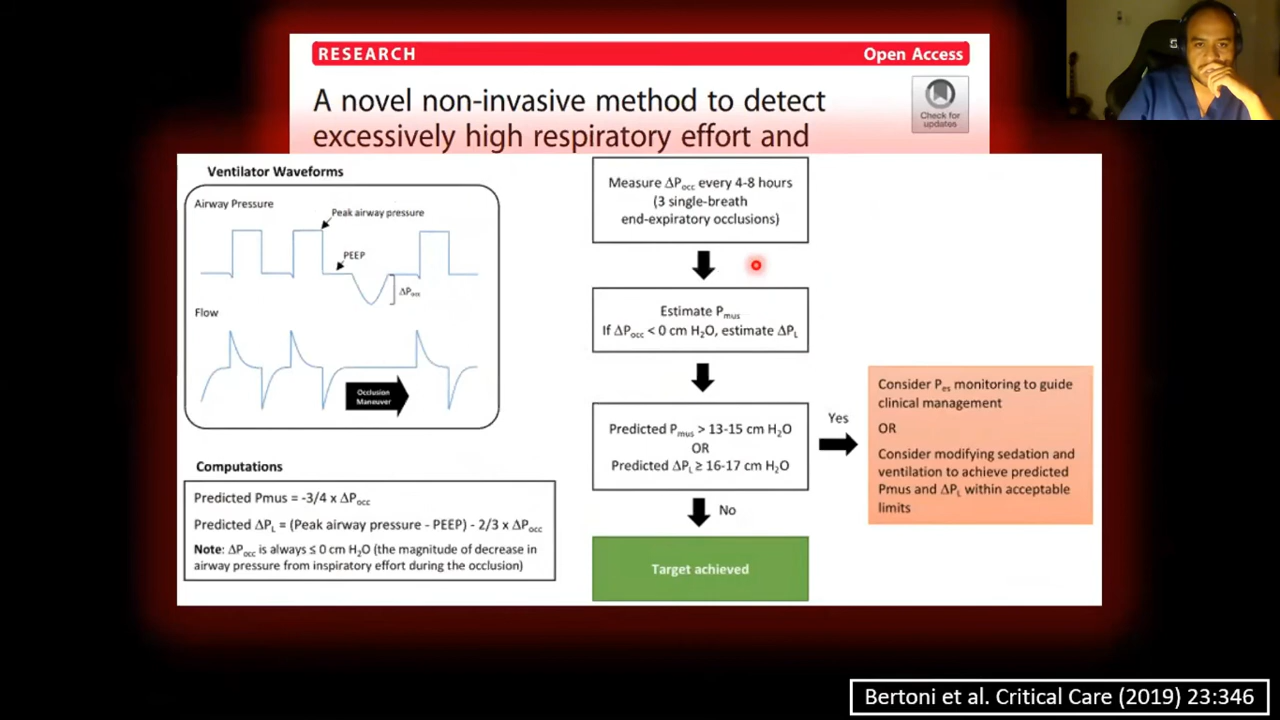 RESEARCH
Open Access
A novel non-invasive method to detect
excessively high respiratory effort and
Check for
updates
Ventilator Waveforms
Airway Pressure
Peak airway pressure
PEEP
ΔPocc
Flow
Occlusion
Maneuver
Computations
Predicted Pmus = -3/4 x ΔPocc
Predicted ΔPL = (Peak airway pressure - PEEP) - 2/3 x ΔPocc
Note: ΔPocc is always ≤ 0 cm H2O (the magnitude of decrease in
airway pressure from inspiratory effort during the occlusion)
Measure ΔPocc every 4-8 hours
(3 single-breath
end-expiratory occlusions)
Estimate Pmus
If ΔPocc < 0 cm H2O, estimate ΔPL
Predicted Pmus > 13-15 cm H2O
OR
Predicted ΔPL ≥ 16-17 cm H2O
Yes
No
Consider Pes monitoring to guide
clinical management
OR
Consider modifying sedation and
ventilation to achieve predicted
Pmus and ΔPL within acceptable
limits
Target achieved
Bertoni et al. Critical Care (2019) 23:346